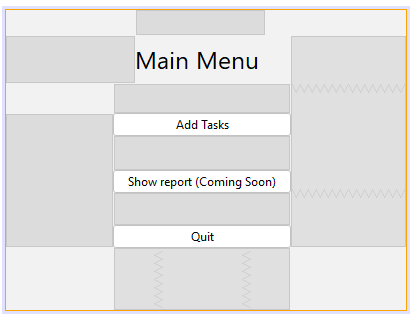 Main Menu
Add Tasks
Show report (Coming Soon)
Quit